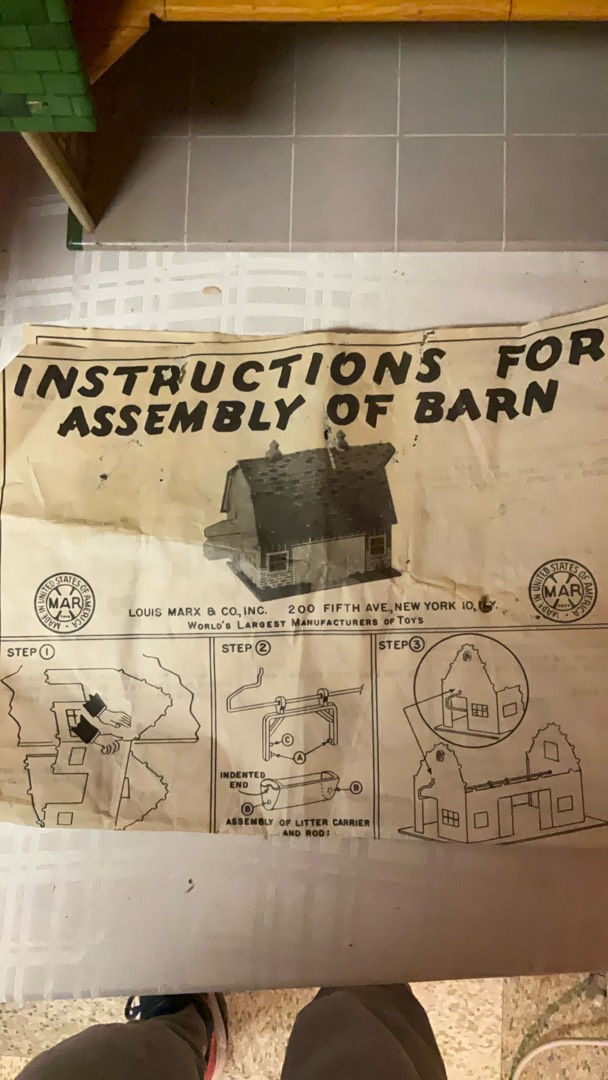 INSTRUCTIONS FOR
ASSEMBLY OF BARN
MADE IN UNITED STATES OF AMERICA
MAR
MADE IN UNITED STATES OF AMERICA
MAR
LOUIS MARX & CO., INC. 200 FIFTH AVE., NEW YORK 10,
WORLD'S LARGEST MANUFACTURERS OF TOYS
STEP 1
STEP 2
C
A
INDENTED
END
B
B
ASSEMBLY OF LITTER CARRIER
AND ROD:
STEP 3